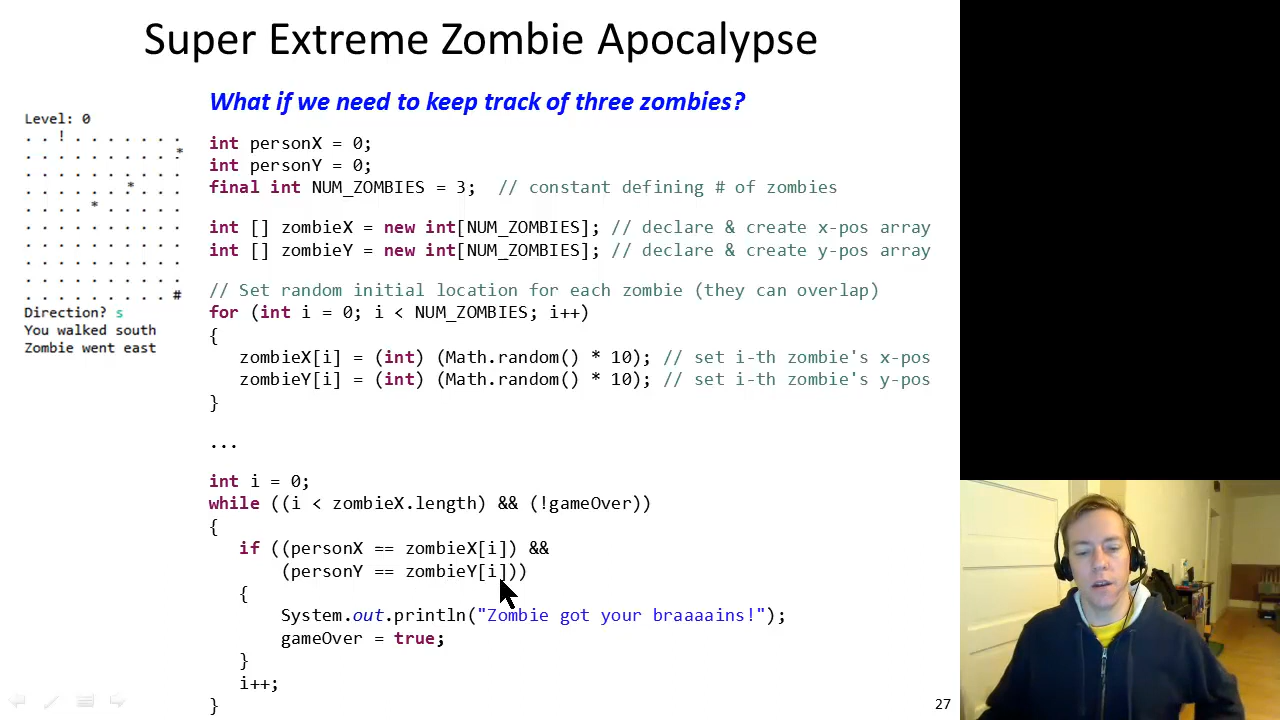 Super Extreme Zombie Apocalypse
What if we need to keep track of three zombies?
Level: 0
. . ! . . . . . . .
. . . . . . . . . *
. . . . . . . . . .
. . . . . . * . . .
. . . . * . . . . .
. . . . . . . . . .
. . . . . . . . . .
. . . . . . . . . .
. . . . . . . . . .
. . . . . . . . . #
Direction? s
You walked south
Zombie went east
int personX = 0;
int personY = 0;
final int NUM_ZOMBIES = 3;  // constant defining # of zombies
int [] zombieX = new int[NUM_ZOMBIES]; // declare & create x-pos array
int [] zombieY = new int[NUM_ZOMBIES]; // declare & create y-pos array
// Set random initial location for each zombie (they can overlap)
for (int i = 0; i < NUM_ZOMBIES; i++)
{
zombieX[i] = (int) (Math.random() * 10); // set i-th zombie's x-pos
zombieY[i] = (int) (Math.random() * 10); // set i-th zombie's y-pos
}
...
int i = 0;
while ((i < zombieX.length) && (!gameOver))
{
if ((personX == zombieX[i]) &&
(personY == zombieY[i]))
{
System.out.println("Zombie got your braaaains!");
gameOver = true;
}
i++;
}
27